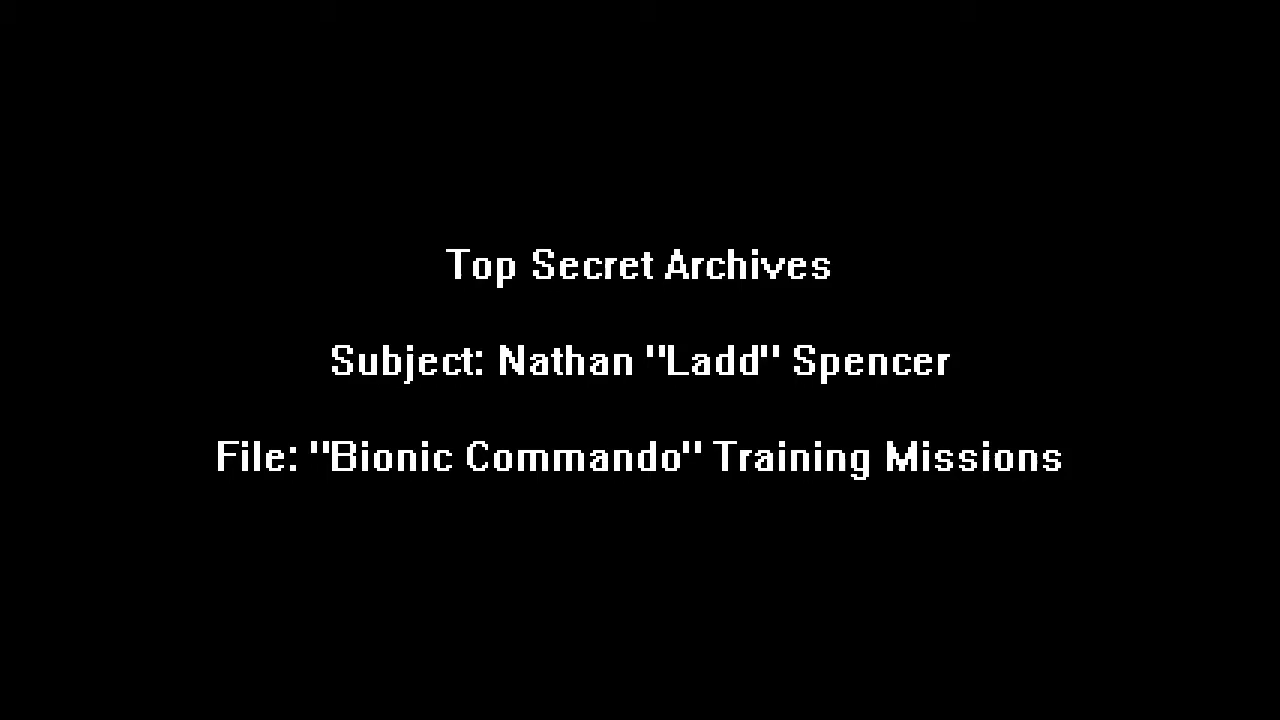 Top Secret Archives
Subject: Nathan "Ladd" Spencer
File: "Bionic Commando" Training Missions